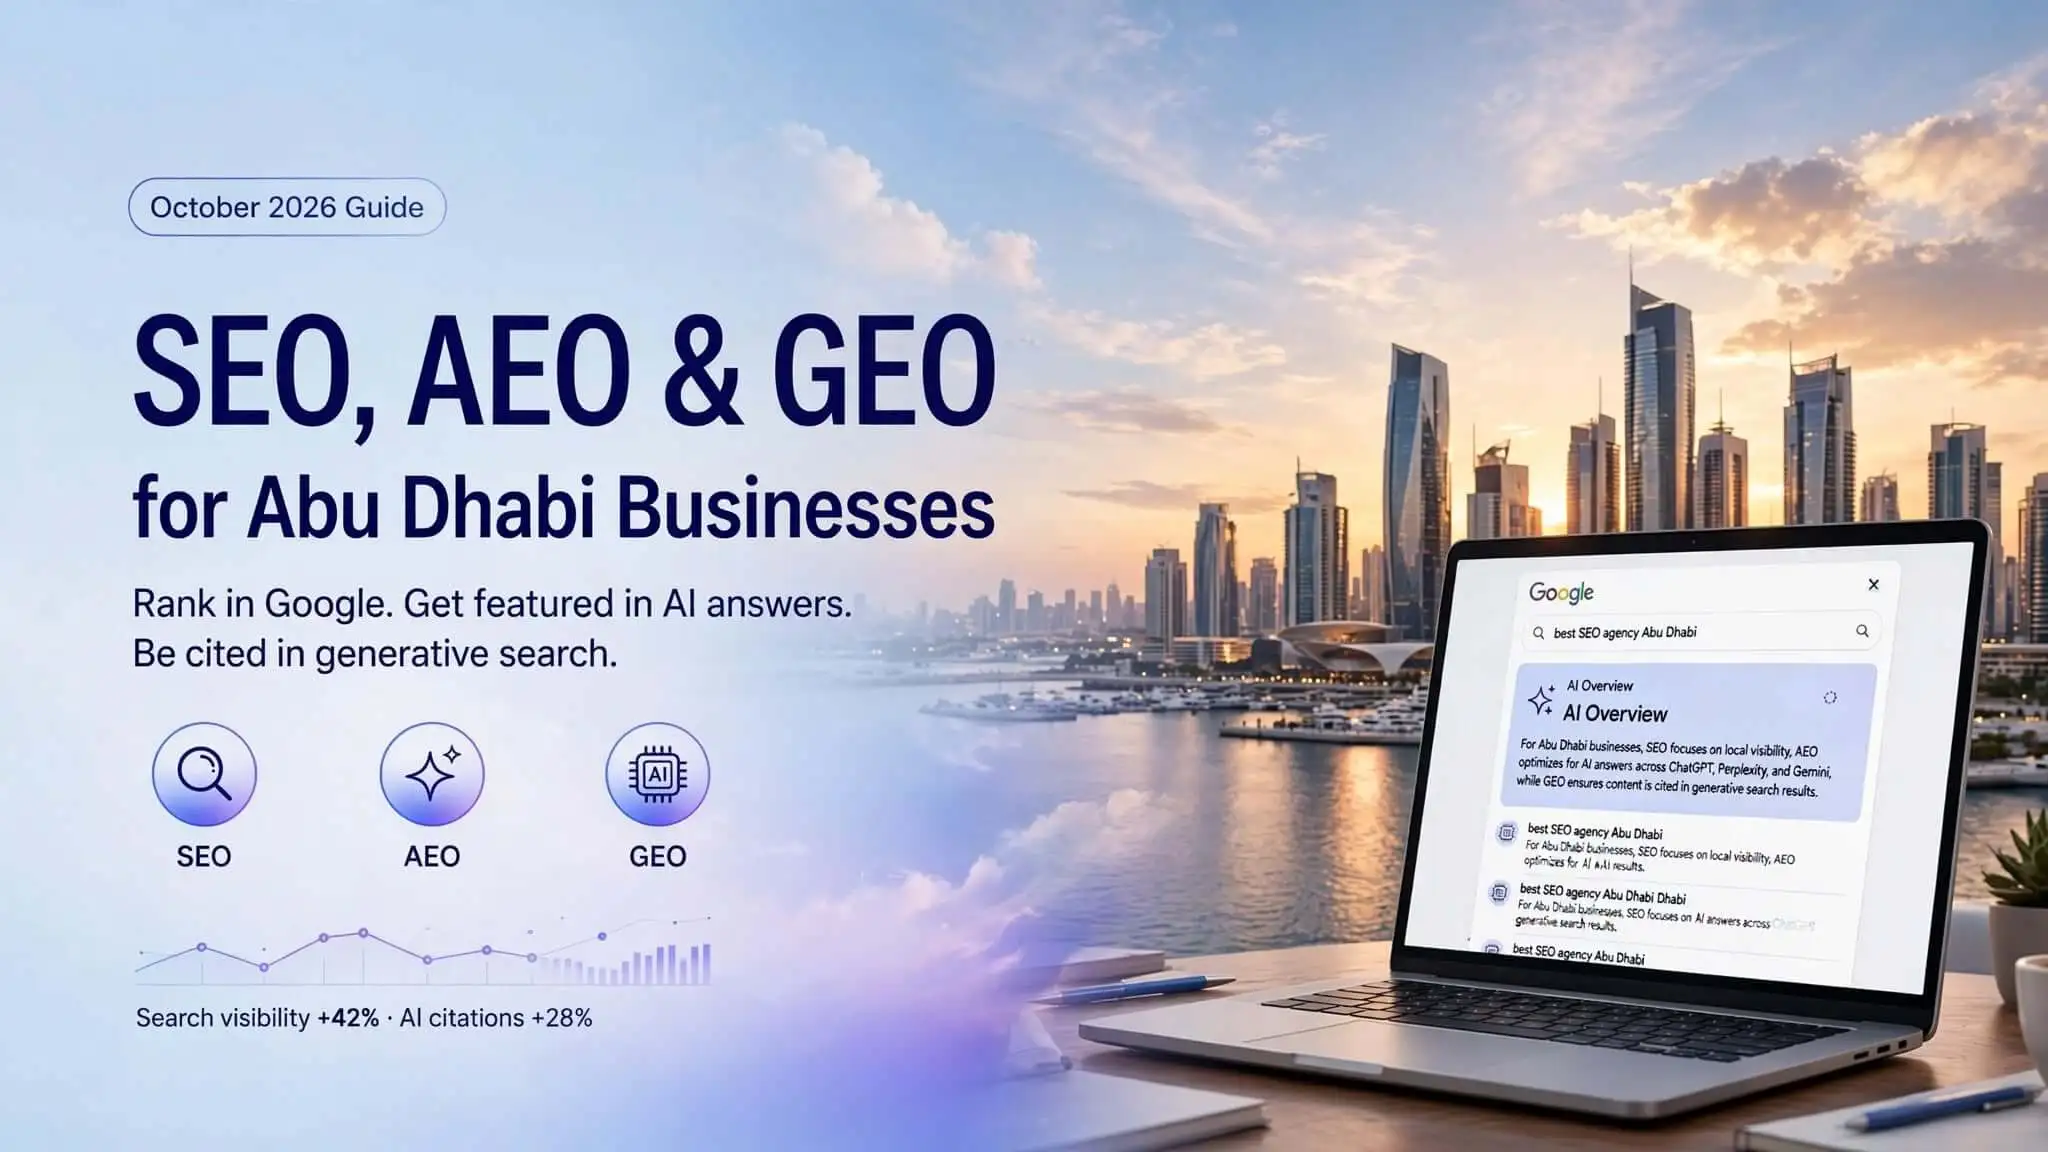 October 2026 Guide
SEO, AEO & GEO
for Abu Dhabi Businesses
Rank in Google. Get featured in AI answers.
Be cited in generative search.
AI
SEO
AEO
GEO
Search visibility +42% · AI citations +28%
Google
best SEO agency Abu Dhabi
AI Overview
AI Overview
For Abu Dhabi businesses, SEO focuses on local visibility, AEO
optimizes for AI answers across ChatGPT, Perplexity, and Gemini,
while GEO ensures content is cited in generative search results.
best SEO agency Abu Dhabi
For Abu Dhabi businesses, SEO focuses on local visibility, AEO
optimizes for AI results.
best SEO agency Abu Dhabi Dhabi
For Abu Dhabi businesses, SEO focuses on AI answers across ChatGPT
generative search results.
best SEO agency Abu Dhabi